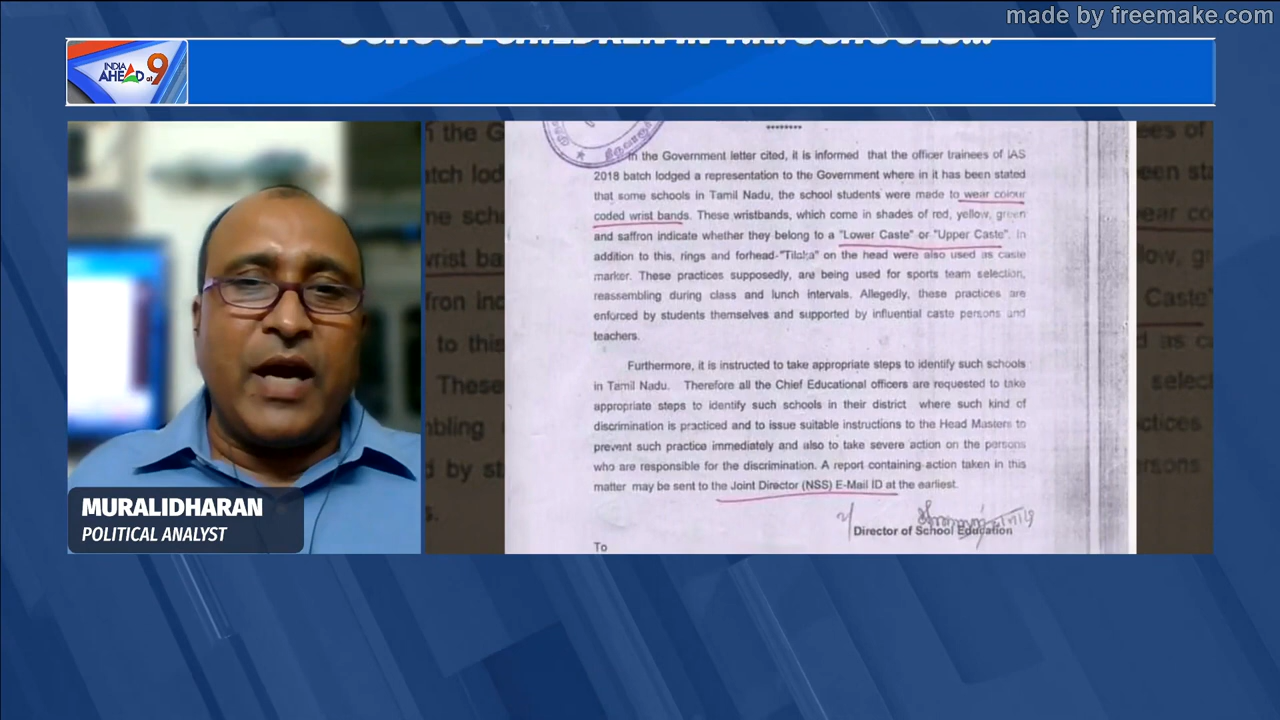 made by freemake.com
INDIA
AHEAD at 9
SCHOOL CHILDREN IN T.N. SCHOOLS...
In the Government letter cited, it is informed that the officer trainees of IAS
2018 batch lodged a representation to the Government where in it has been stated
that some schools in Tamil Nadu, the school students were made to wear colour
coded wrist bands. These wristbands, which come in shades of red, yellow, green
and saffron indicate whether they belong to a "Lower Caste" or "Upper Caste". In
addition to this, rings and forhead-"Tilaka" on the head were also used as caste
marker. These practices supposedly, are being used for sports team selection,
reassembling during class and lunch intervals. Allegedly, these practices are
enforced by students themselves and supported by influential caste persons and
teachers.
Furthermore, it is instructed to take appropriate steps to identify such schools
in Tamil Nadu. Therefore all the Chief Educational officers are requested to take
appropriate steps to identify such schools in their district where such kind of
discrimination is practiced and to issue suitable instructions to the Head Masters to
prevent such practice immediately and also to take severe action on the persons
who are responsible for the discrimination. A report containing action taken in this
matter may be sent to the Joint Director (NSS) E-Mail ID at the earliest.
Director of School Education
To
MURALIDHARAN
POLITICAL ANALYST